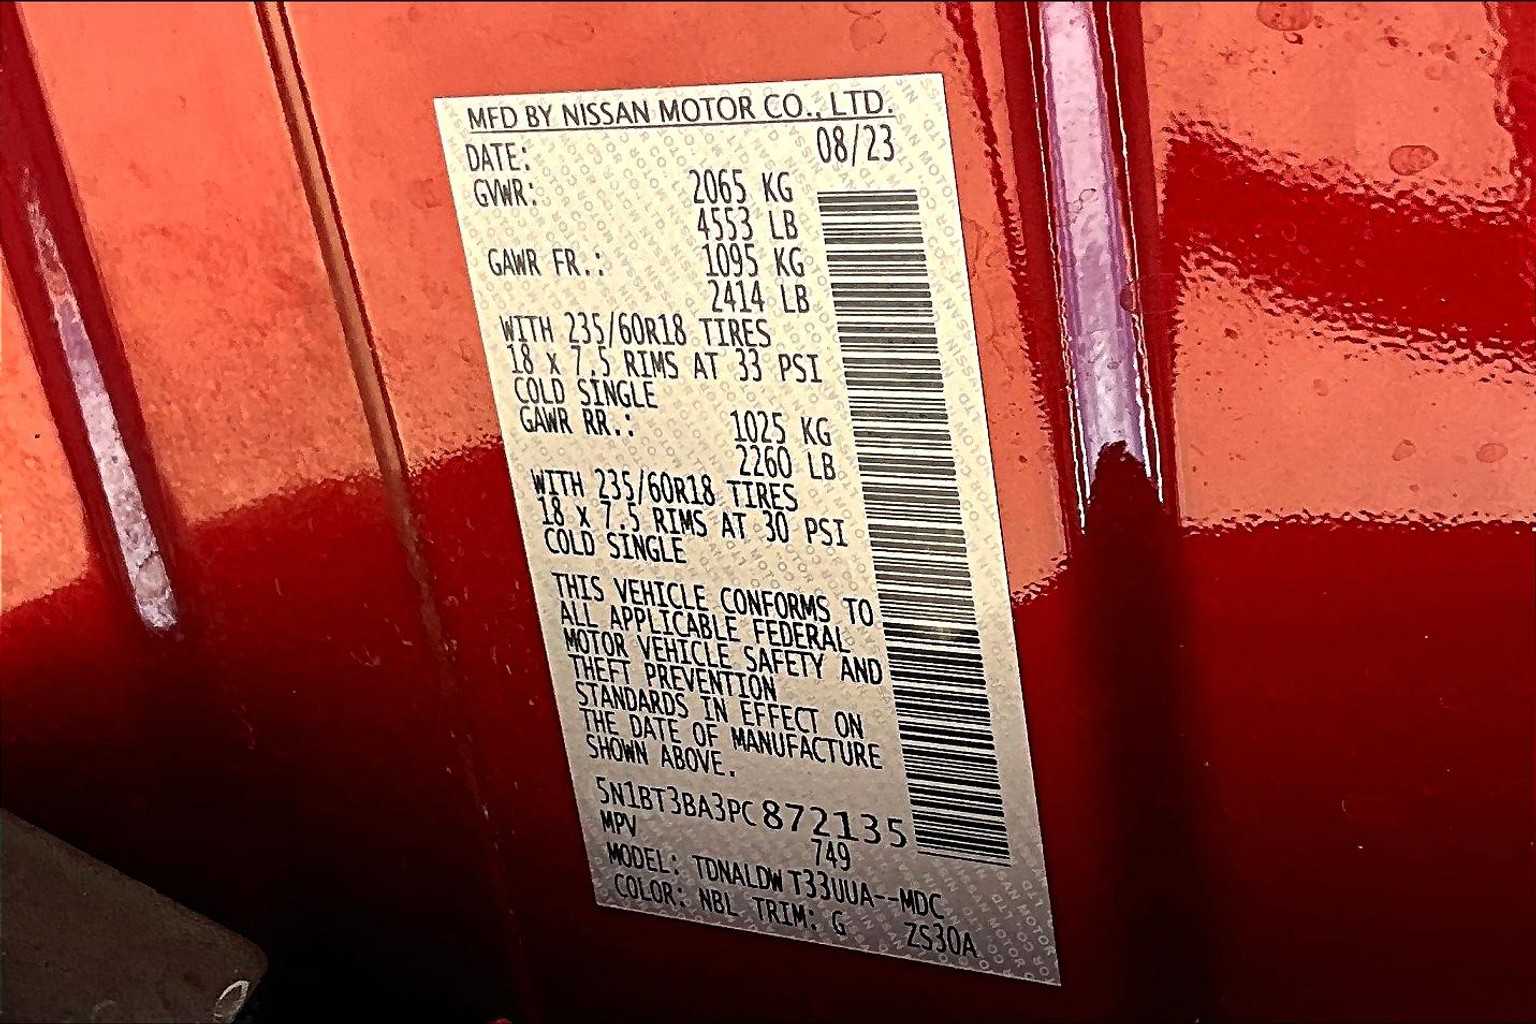 MFD BY NISSAN MOTOR CO., LTD.
DATE: 08/23
GVWR: 2065 KG
4553 LB
GAWR FR.: 1095 KG
2414 LB
WITH 235/60R18 TIRES
18 X 7.5 RIMS AT 33 PSI
COLD SINGLE
GAWR RR.: 1025 KG
2260 LB
WITH 235/60R18 TIRES
18 X 7.5 RIMS AT 30 PSI
COLD SINGLE
THIS VEHICLE CONFORMS TO
ALL APPLICABLE FEDERAL
MOTOR VEHICLE SAFETY AND
THEFT PREVENTION
STANDARDS IN EFFECT ON
THE DATE OF MANUFACTURE
SHOWN ABOVE.
5N1BT3BA3PC872135
MPV 749
MODEL: TDNALDW T33UUA--MDC
COLOR: NBL TRIM: G ZS30A